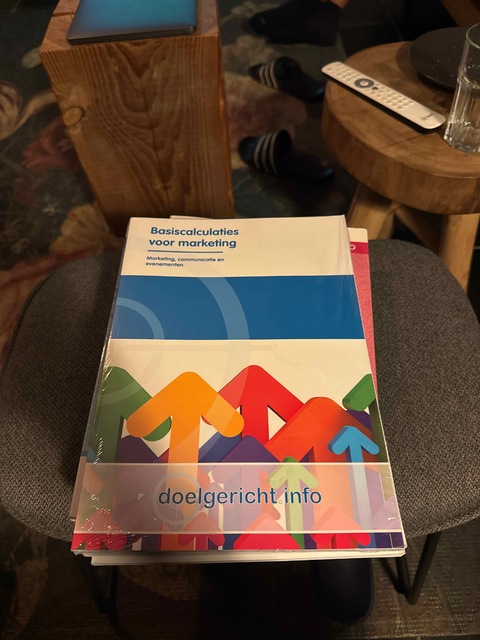 Basiscalculaties
voor marketing
Marketing, communicatie en
evenementen
doelgericht info